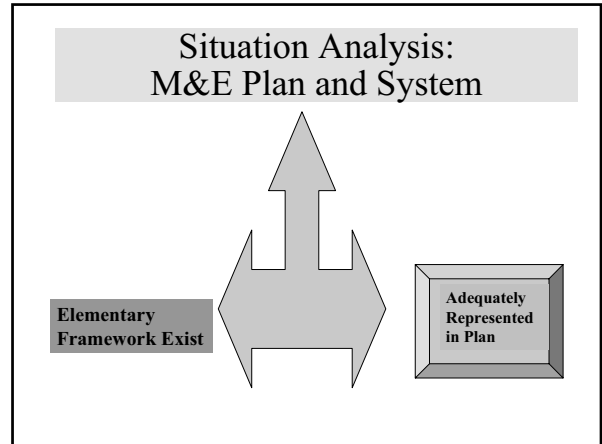 Situation Analysis:
M&E Plan and System
Elementary
Framework Exist
Adequately
Represented
in Plan